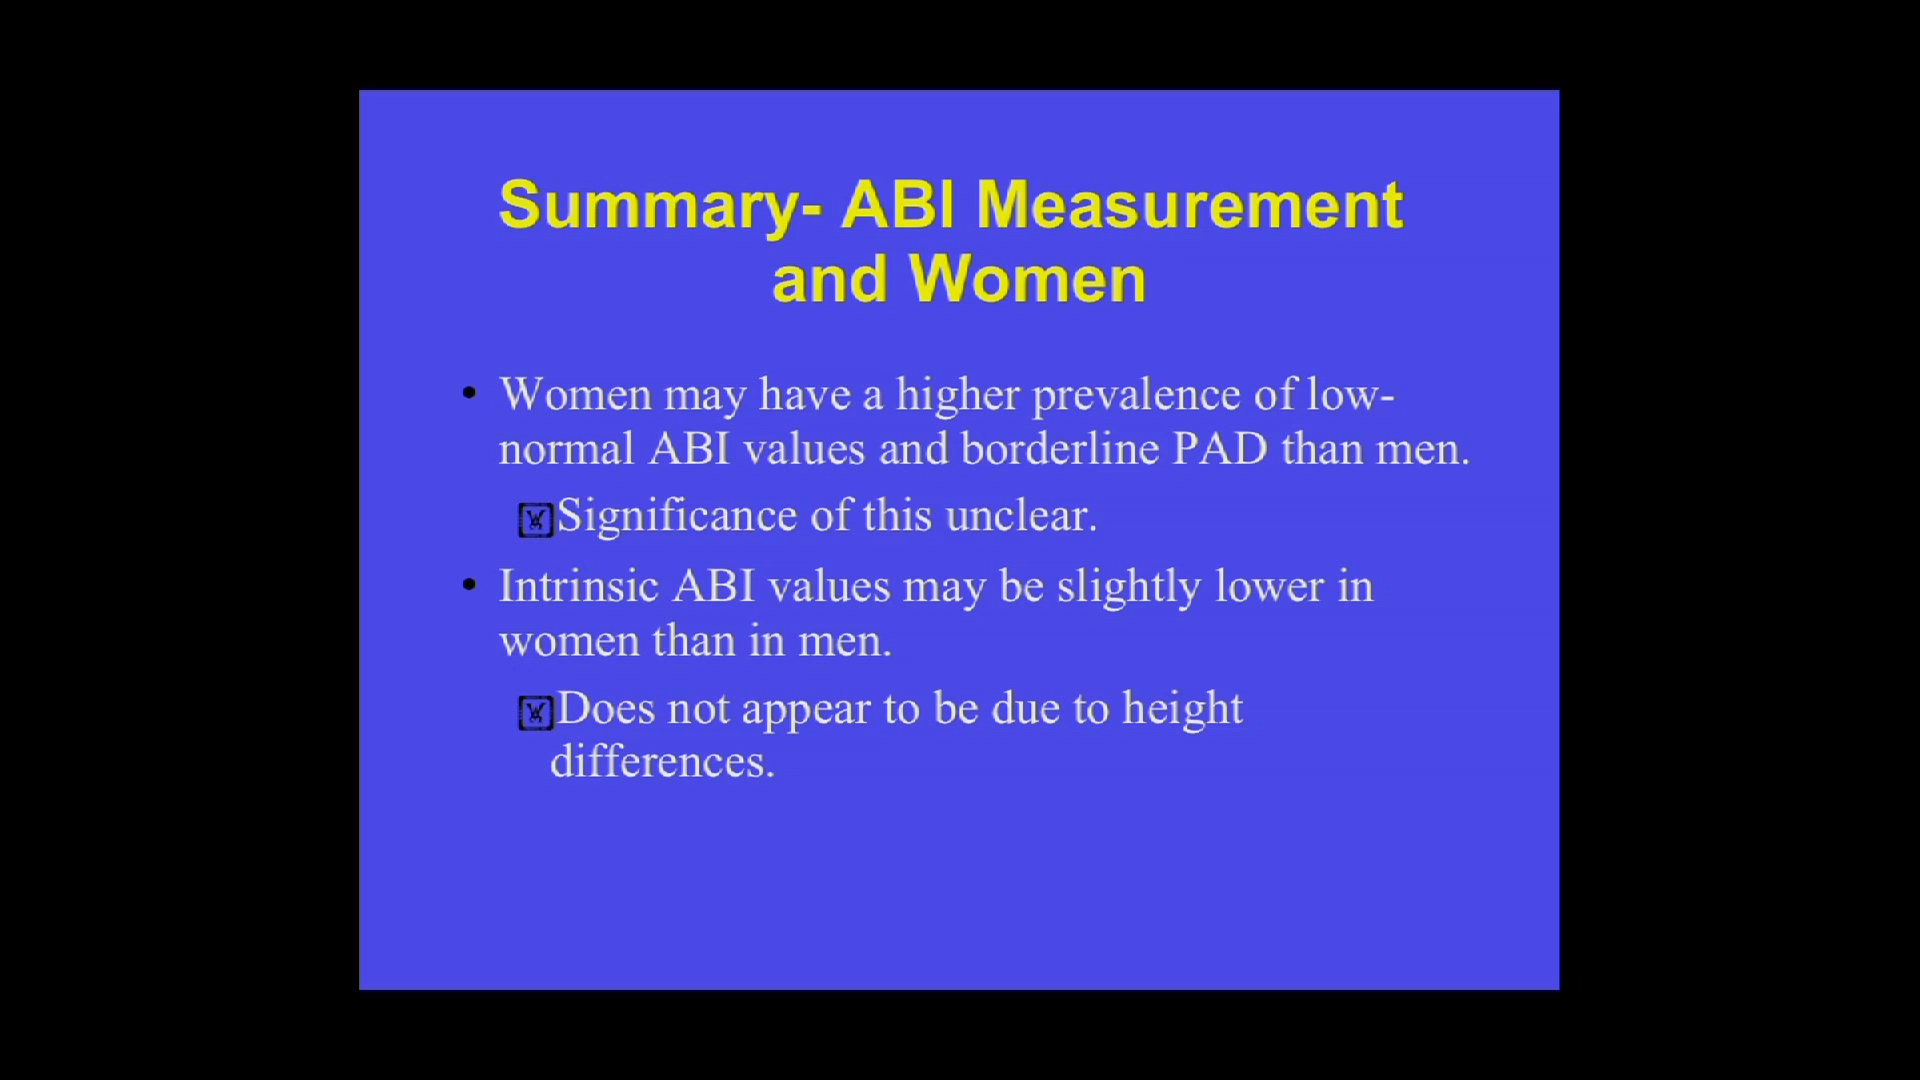 Summary- ABI Measurement
and Women
• Women may have a higher prevalence of low-
normal ABI values and borderline PAD than men.
Significance of this unclear.
• Intrinsic ABI values may be slightly lower in
women than in men.
Does not appear to be due to height
differences.